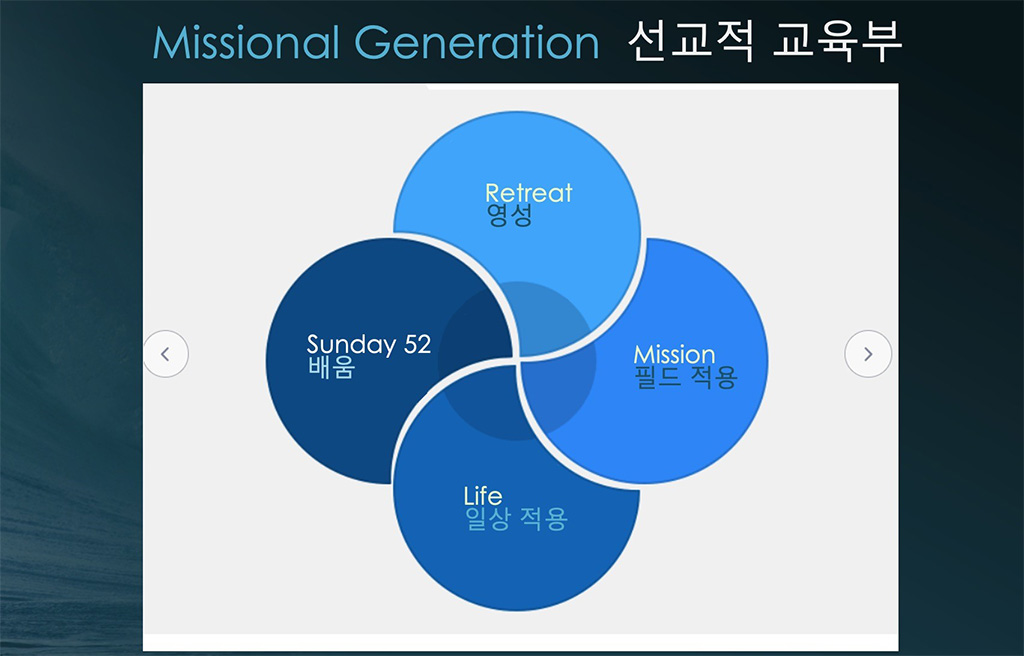 Missional Generation 선교적 교육부
Retreat
영성
Sunday 52
배움
Mission
필드 적용
Life
일상 적용